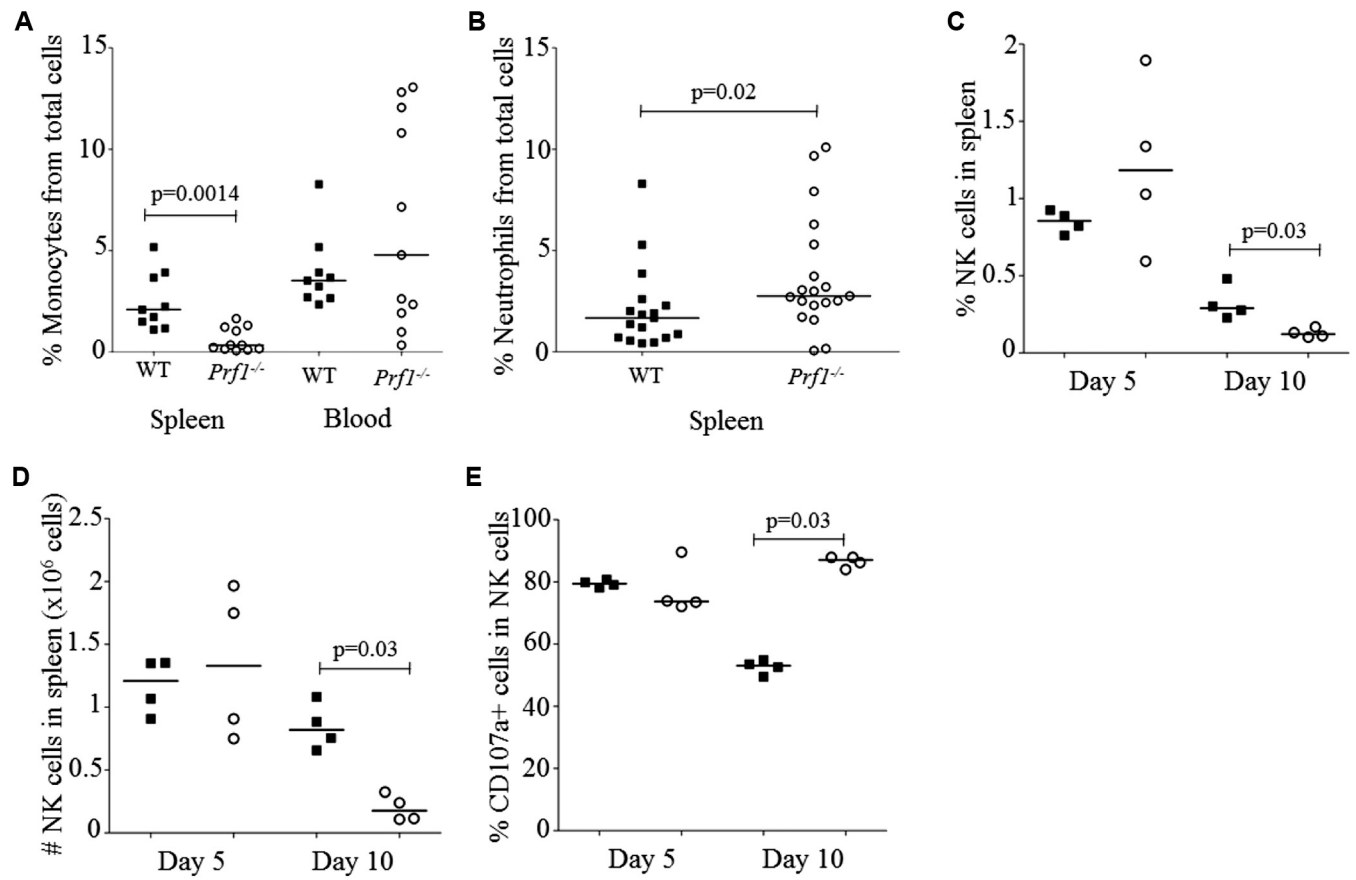 A
% Monocytes from total cells
15
10
5
0
p=0.0014
WT
Prf1-/-
WT
Prf1-/-
Spleen
Blood
B
% Neutrophils from total cells
15
10
5
0
p=0.02
WT
Prf1-/-
Spleen
C
% NK cells in spleen
2
1.5
1
0.5
0
p=0.03
Day 5
Day 10
D
# NK cells in spleen (x10⁶ cells)
2.5
2
1.5
1
0.5
0
p=0.03
Day 5
Day 10
E
% CD107a+ cells in NK cells
100
80
60
40
20
0
p=0.03
Day 5
Day 10